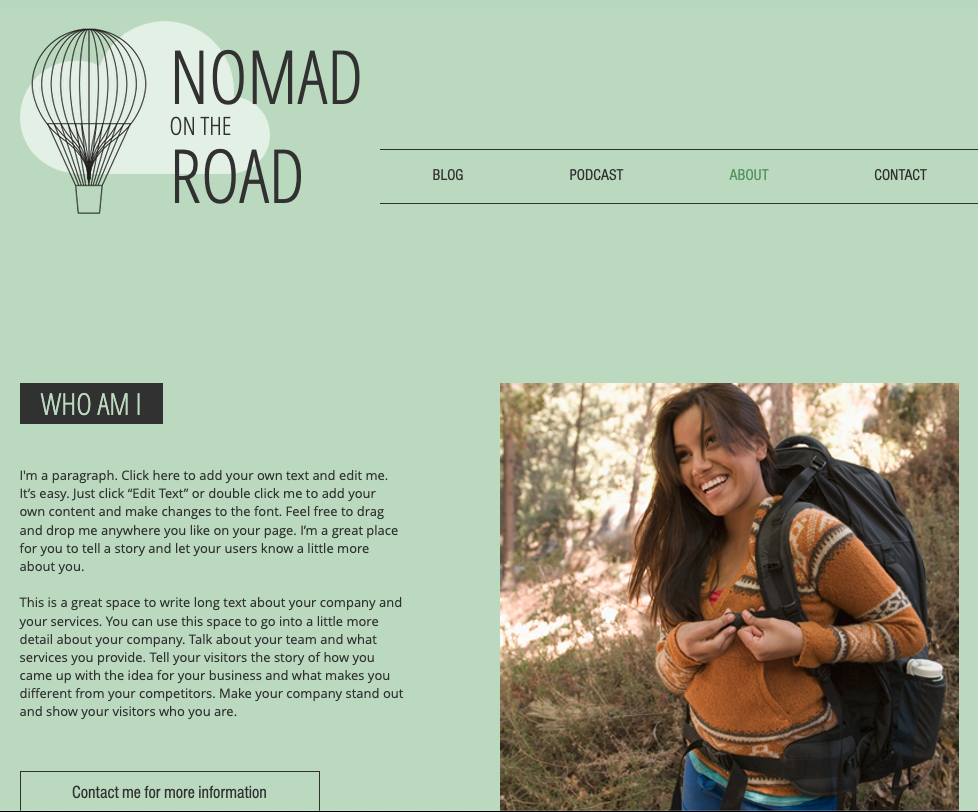 NOMAD
ON THE
ROAD
BLOG PODCAST ABOUT CONTACT
WHO AM I
I'm a paragraph. Click here to add your own text and edit me.
It’s easy. Just click “Edit Text” or double click me to add your
own content and make changes to the font. Feel free to drag
and drop me anywhere you like on your page. I’m a great place
for you to tell a story and let your users know a little more
about you.
This is a great space to write long text about your company and
your services. You can use this space to go into a little more
detail about your company. Talk about your team and what
services you provide. Tell your visitors the story of how you
came up with the idea for your business and what makes you
different from your competitors. Make your company stand out
and show your visitors who you are.
Contact me for more information